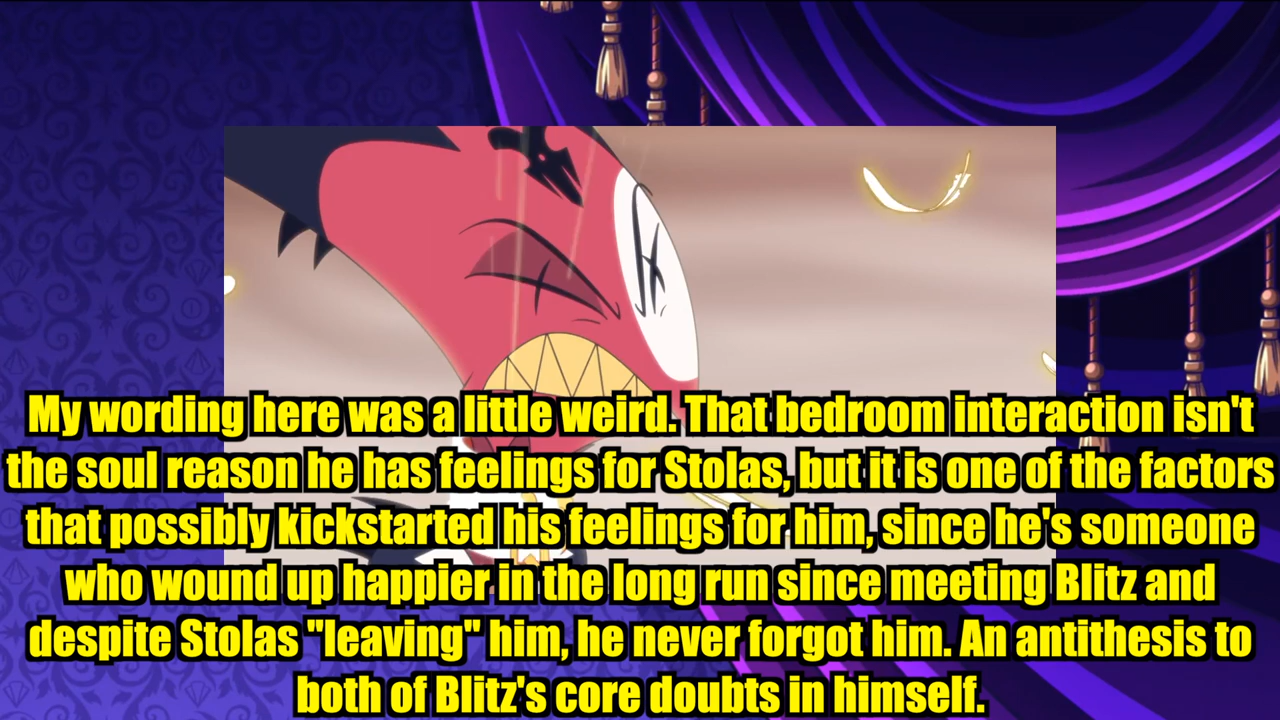 My wording here was a little weird. That bedroom interaction isn't
the soul reason he has feelings for Stolas, but it is one of the factors
that possibly kickstarted his feelings for him, since he's someone
who wound up happier in the long run since meeting Blitz and
despite Stolas "leaving" him, he never forgot him. An antithesis to
both of Blitz's core doubts in himself.